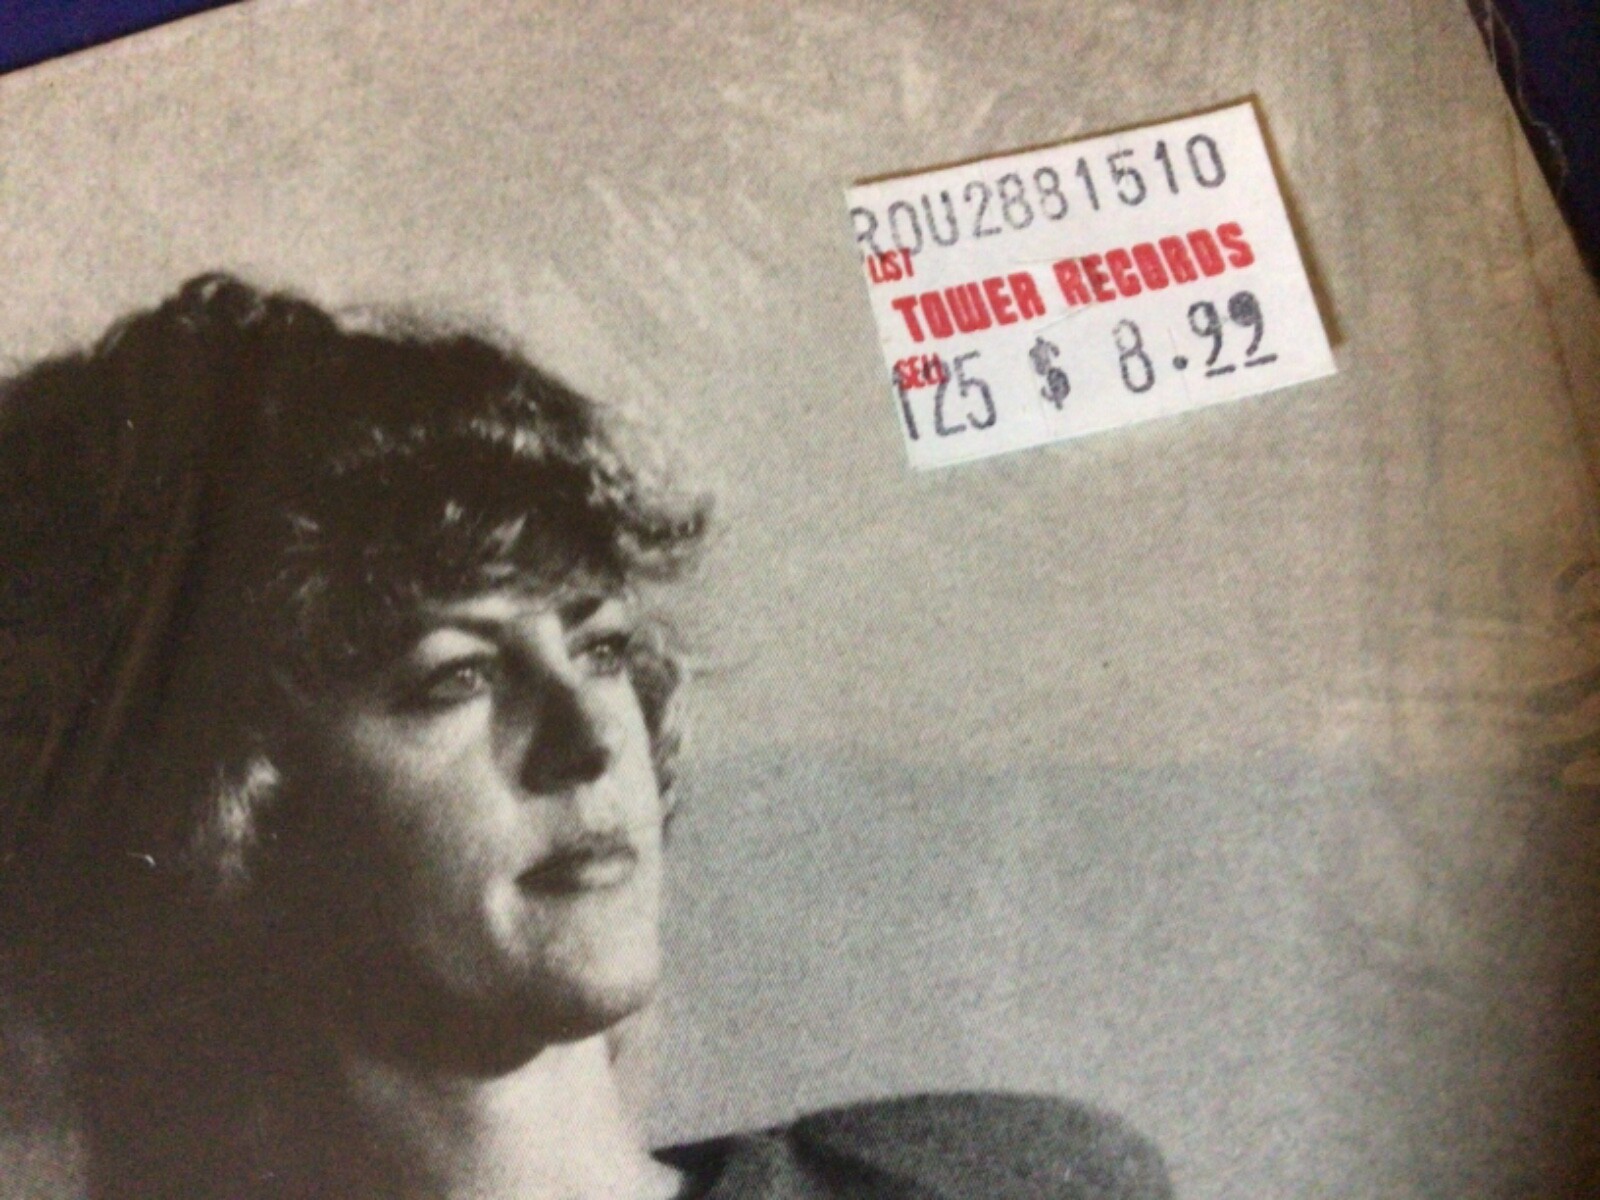 ROU2881510
LIST
TOWER RECORDS
SELL
125 $ 8.99